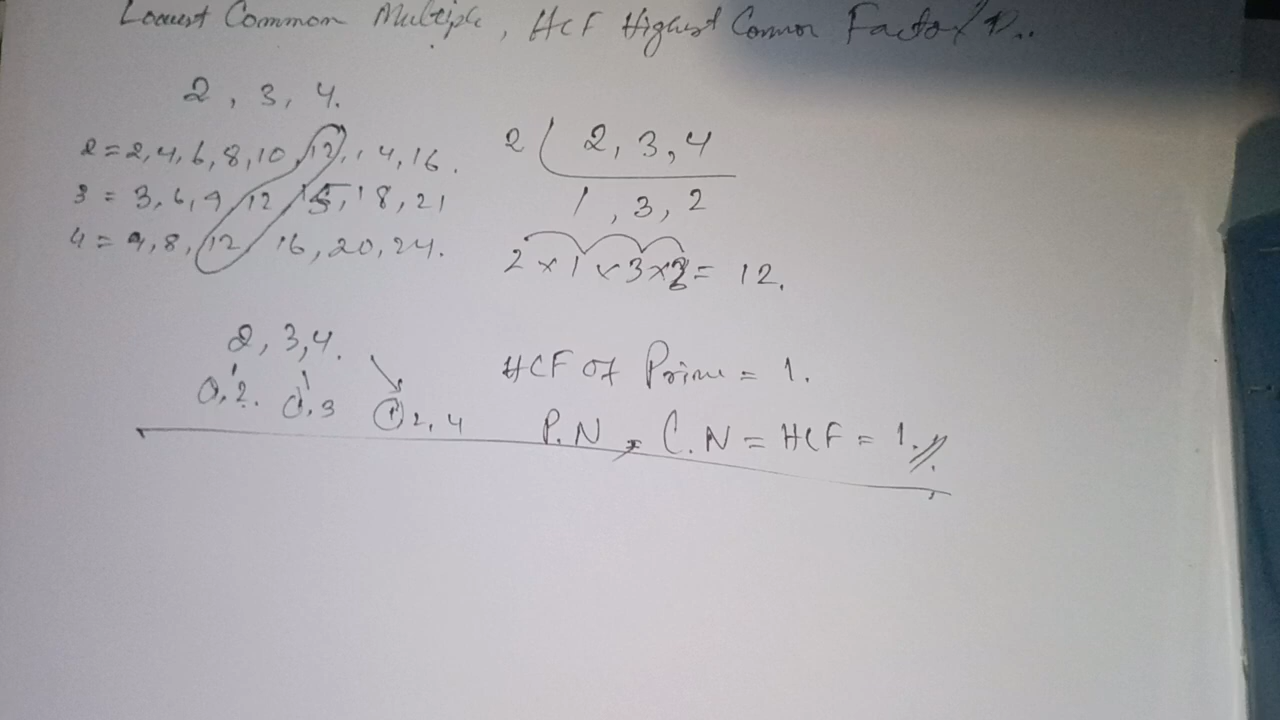 Lowest Common Multiple, HCF Highest Common Factor
2, 3, 4.
2 = 2, 4, 6, 8, 10, 12, 14, 16.
3 = 3, 6, 9, 12, 15, 18, 21
4 = 4, 8, 12, 16, 20, 24.
2 ( 2, 3, 4
1, 3, 2
2 × 1 × 3 × 2 = 12.
2, 3, 4.
1, 2. 1, 3 1 2, 4
HCF of Prime = 1.
P.N, C.N = HCF = 1.